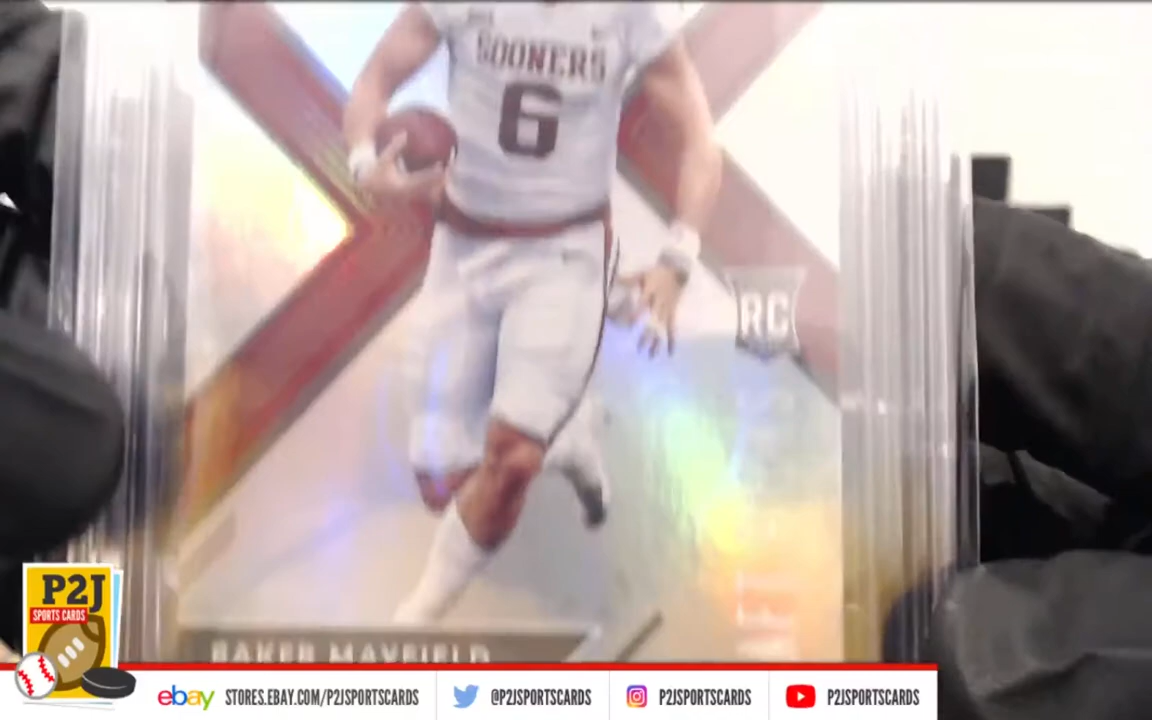 SOONERS
6
RC
BAKER MAYFIELD
P2J
SPORTS CARDS
ebay STORES.EBAY.COM/P2JSPORTSCARDS
@P2JSPORTSCARDS
P2JSPORTSCARDS
P2JSPORTSCARDS